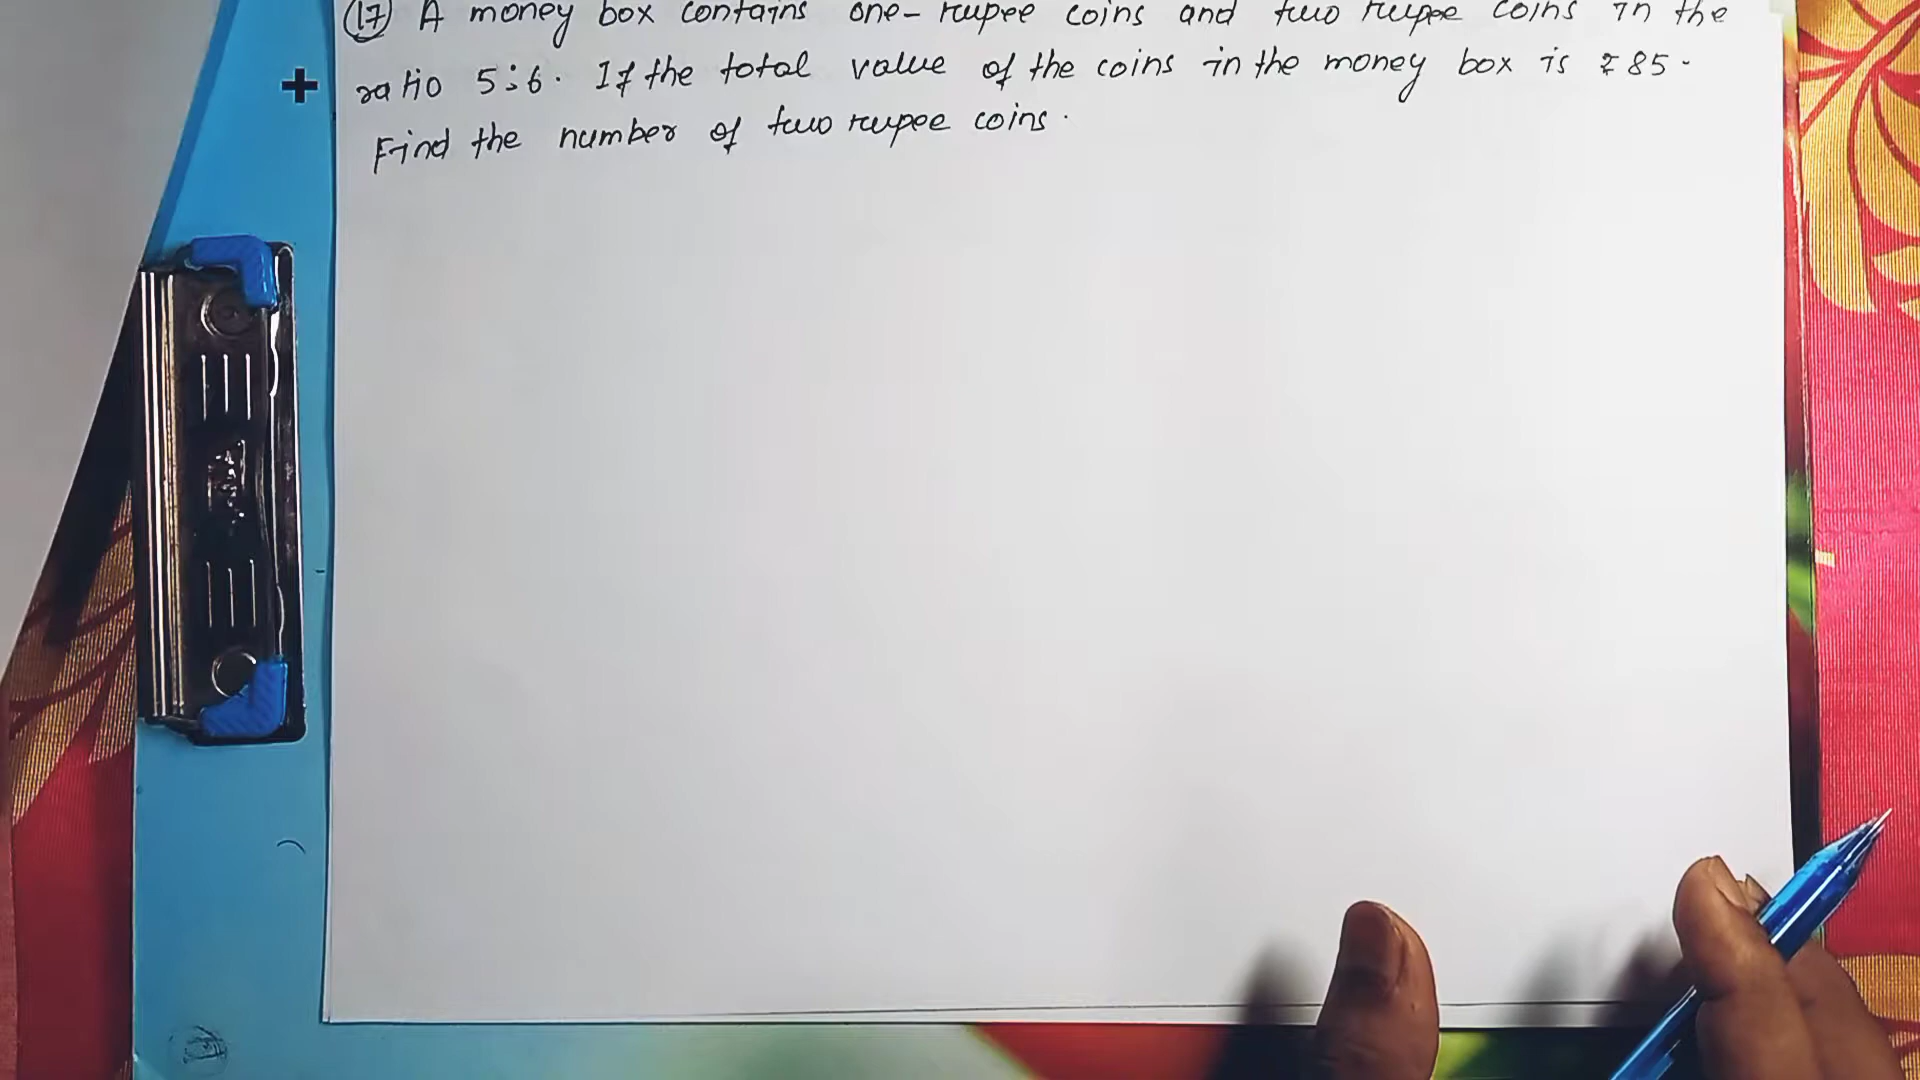 (17) A money box contains one-rupee coins and two rupee coins in the
ratio 5:6. If the total value of the coins in the money box is ₹85.
Find the number of two rupee coins.